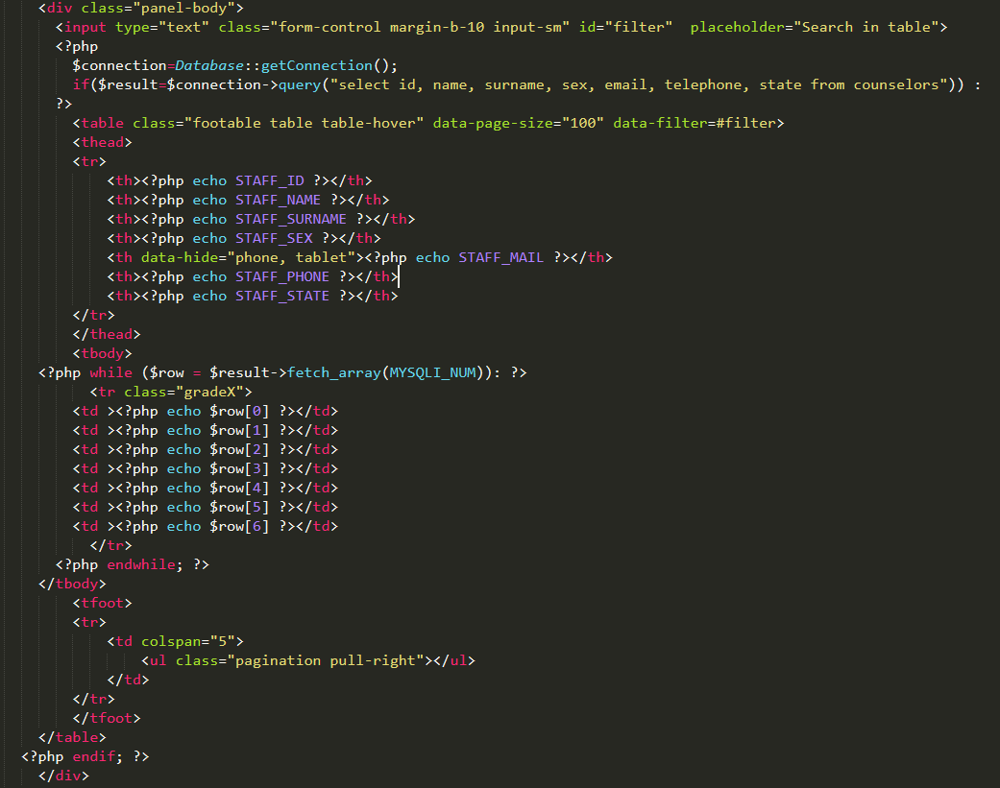 <div class="panel-body">
<input type="text" class="form-control margin-b-10 input-sm" id="filter"  placeholder="Search in table">
<?php
$connection=Database::getConnection();
if($result=$connection->query("select id, name, surname, sex, email, telephone, state from counselors")) :
?>
<table class="footable table table-hover" data-page-size="100" data-filter=#filter>
<thead>
<tr>
<th><?php echo STAFF_ID ?></th>
<th><?php echo STAFF_NAME ?></th>
<th><?php echo STAFF_SURNAME ?></th>
<th><?php echo STAFF_SEX ?></th>
<th data-hide="phone, tablet"><?php echo STAFF_MAIL ?></th>
<th><?php echo STAFF_PHONE ?></th>
<th><?php echo STAFF_STATE ?></th>
</tr>
</thead>
<tbody>
<?php while ($row = $result->fetch_array(MYSQLI_NUM)): ?>
<tr class="gradeX">
<td ><?php echo $row[0] ?></td>
<td ><?php echo $row[1] ?></td>
<td ><?php echo $row[2] ?></td>
<td ><?php echo $row[3] ?></td>
<td ><?php echo $row[4] ?></td>
<td ><?php echo $row[5] ?></td>
<td ><?php echo $row[6] ?></td>
</tr>
<?php endwhile; ?>
</tbody>
<tfoot>
<tr>
<td colspan="5">
<ul class="pagination pull-right"></ul>
</td>
</tr>
</tfoot>
</table>
<?php endif; ?>
</div>